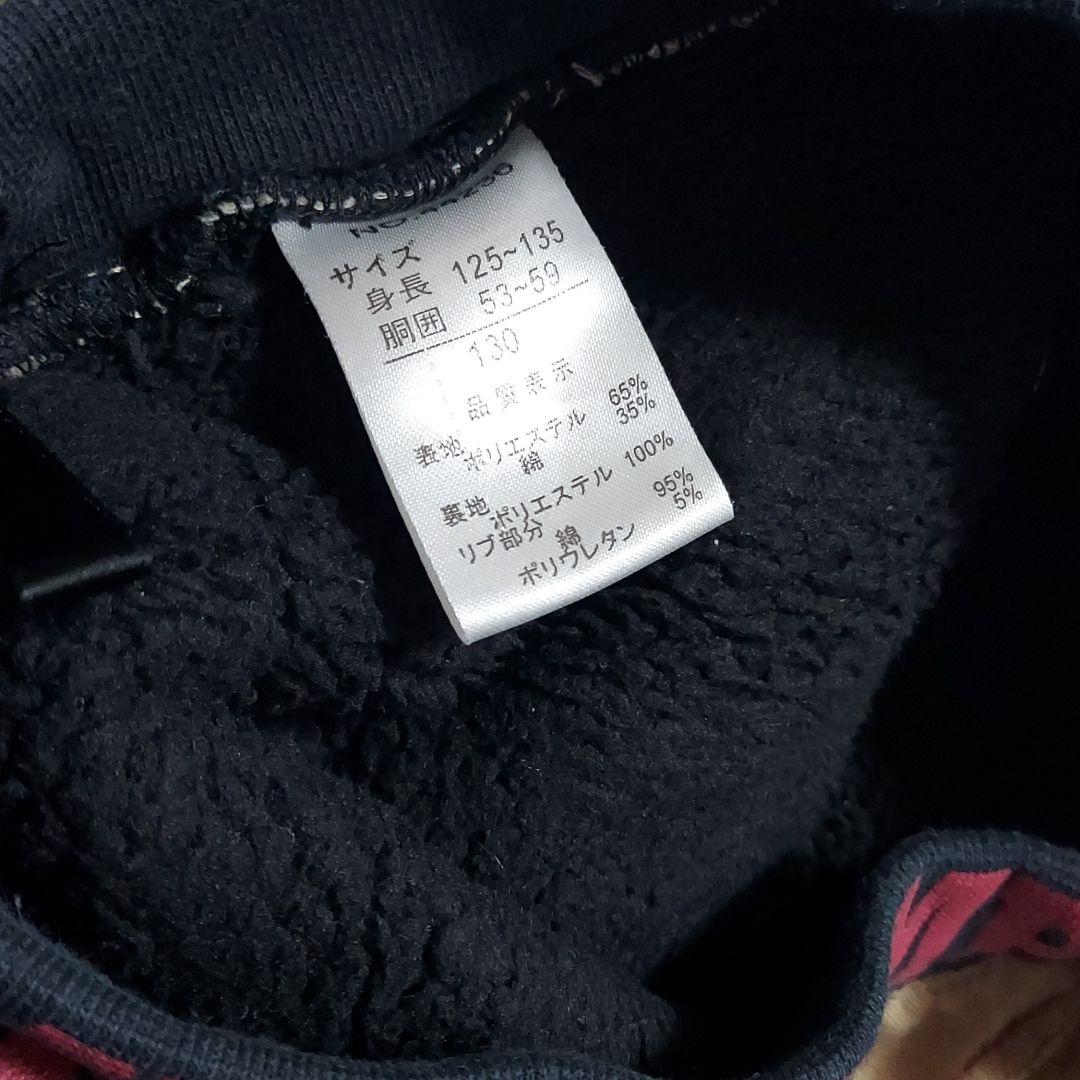 サイズ
身長 125~135
胴囲 53~59
130
品質表示
表地 ポリエステル 65%
綿 35%
裏地 ポリエステル 100%
リブ部分 綿 95%
ポリウレタン 5%